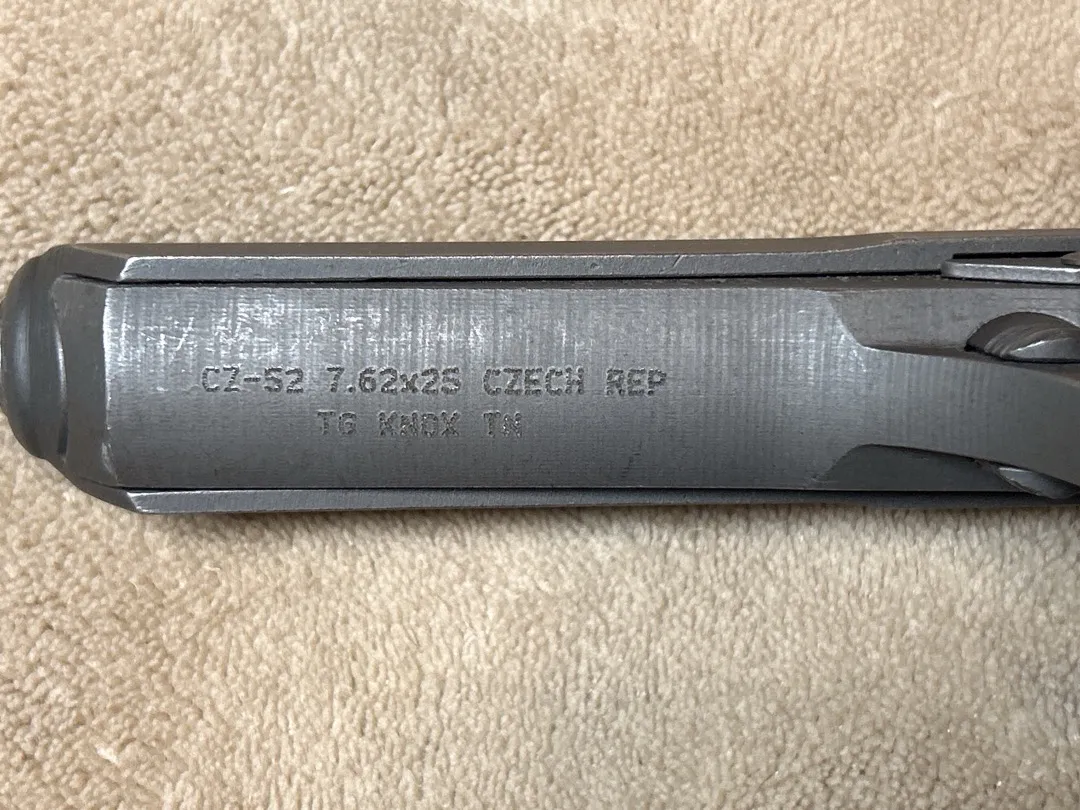 CZ-52 7.62x25 CZECH REP
TG KNOX TN